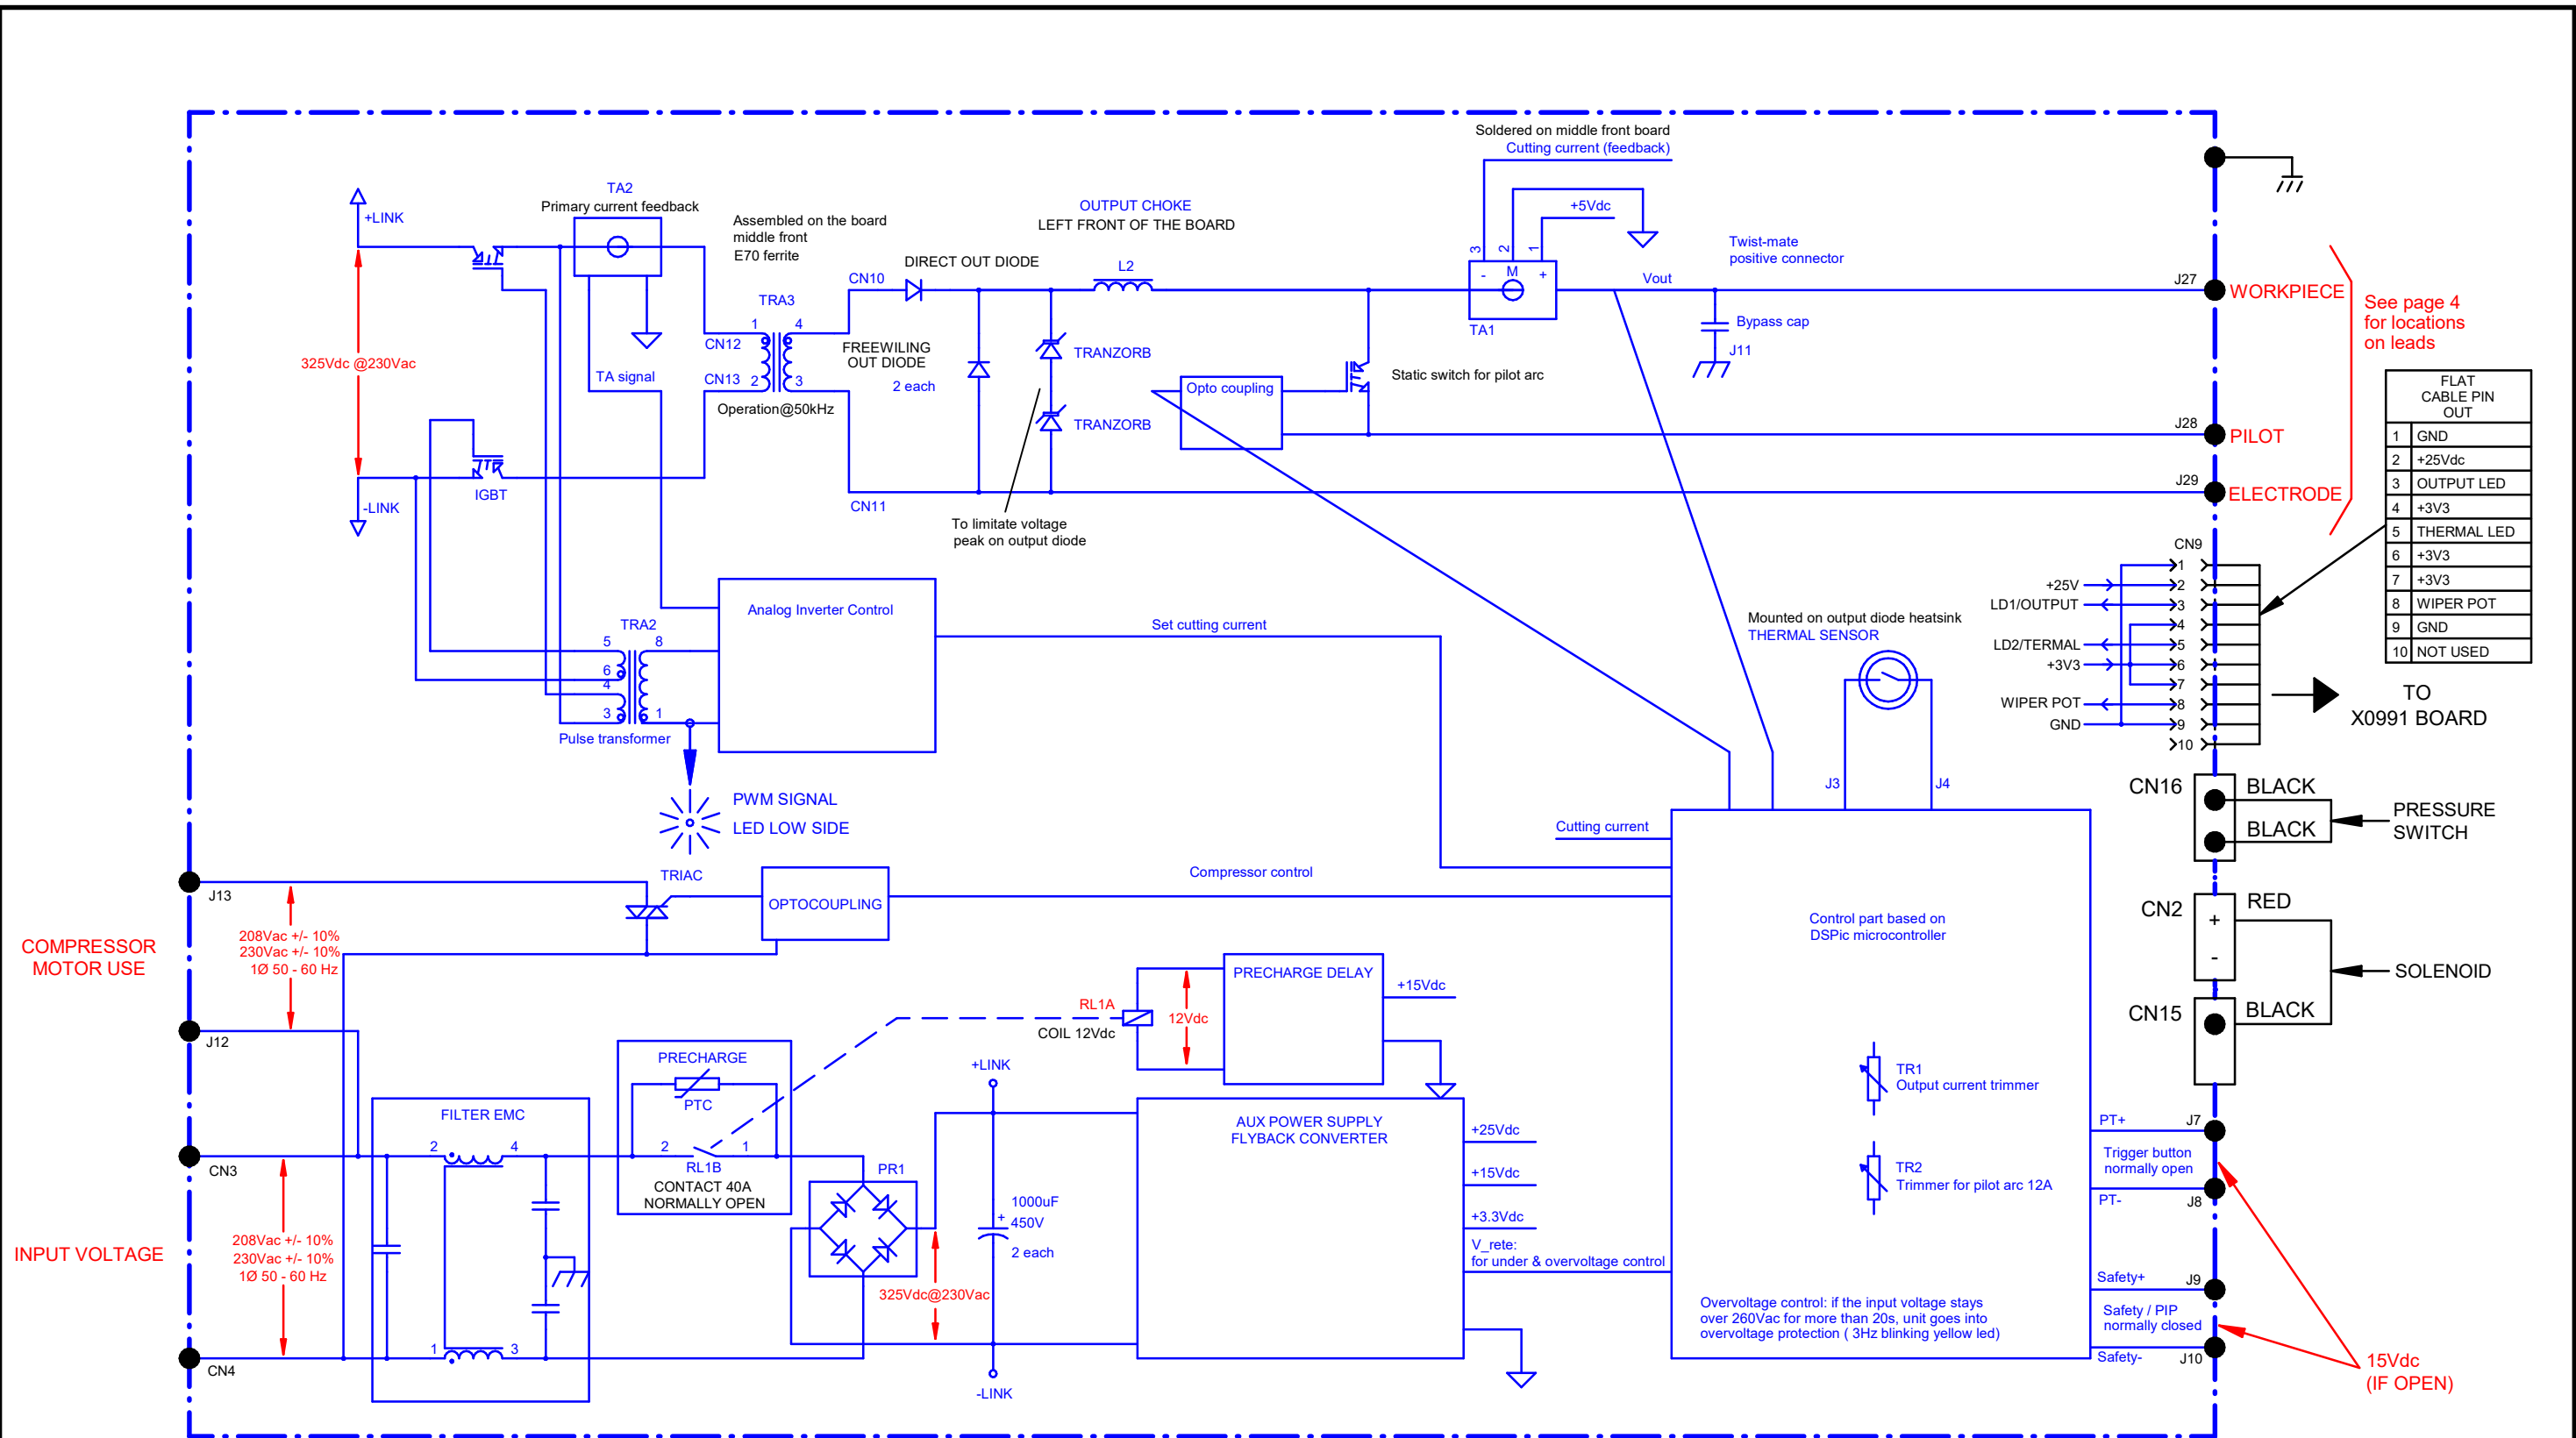 Soldered on middle front board
Cutting current (feedback)
TA2
Primary current feedback
+LINK
Assembled on the board
middle front
E70 ferrite
OUTPUT CHOKE
LEFT FRONT OF THE BOARD
+5Vdc
3
2
1
Twist-mate
positive connector
DIRECT OUT DIODE
CN10
L2
- M +
TA1
Vout
J27
WORKPIECE
See page 4
for locations
on leads
TRA3
1
4
CN12
CN13
2
3
Operation@50kHz
325Vdc @230Vac
TA signal
FREEWILING
OUT DIODE
2 each
TRANZORB
TRANZORB
Opto coupling
Static switch for pilot arc
Bypass cap
J11
J28
PILOT
J29
ELECTRODE
IGBT
-LINK
CN11
To limitate voltage
peak on output diode
FLAT
CABLE PIN
OUT
1 GND
2 +25Vdc
3 OUTPUT LED
4 +3V3
5 THERMAL LED
6 +3V3
7 +3V3
8 WIPER POT
9 GND
10 NOT USED
CN9
1
+25V 2
LD1/OUTPUT 3
4
LD2/TERMAL 5
+3V3 6
7
WIPER POT 8
GND 9
10
TO
X0991 BOARD
Analog Inverter Control
Set cutting current
TRA2
5
8
6
4
3
1
Pulse transformer
PWM SIGNAL
LED LOW SIDE
Mounted on output diode heatsink
THERMAL SENSOR
J3
J4
CN16
BLACK
BLACK
PRESSURE
SWITCH
CN2
RED
+
-
SOLENOID
CN15
BLACK
Cutting current
TRIAC
OPTOCOUPLING
Compressor control
J13
208Vac +/- 10%
230Vac +/- 10%
1Ø 50 - 60 Hz
COMPRESSOR
MOTOR USE
J12
Control part based on
DSPic microcontroller
PRECHARGE DELAY
+15Vdc
RL1A
COIL 12Vdc
12Vdc
PRECHARGE
PTC
2
1
RL1B
CONTACT 40A
NORMALLY OPEN
+LINK
FILTER EMC
2
4
1
3
CN3
INPUT VOLTAGE
208Vac +/- 10%
230Vac +/- 10%
1Ø 50 - 60 Hz
CN4
PR1
1000uF
+ 450V
2 each
325Vdc@230Vac
-LINK
AUX POWER SUPPLY
FLYBACK CONVERTER
+25Vdc
+15Vdc
+3.3Vdc
V_rete:
for under & overvoltage control
TR1
Output current trimmer
TR2
Trimmer for pilot arc 12A
Overvoltage control: if the input voltage stays
over 260Vac for more than 20s, unit goes into
overvoltage protection ( 3Hz blinking yellow led)
PT+
J7
Trigger button
normally open
PT-
J8
Safety+
J9
Safety / PIP
normally closed
Safety-
J10
15Vdc
(IF OPEN)